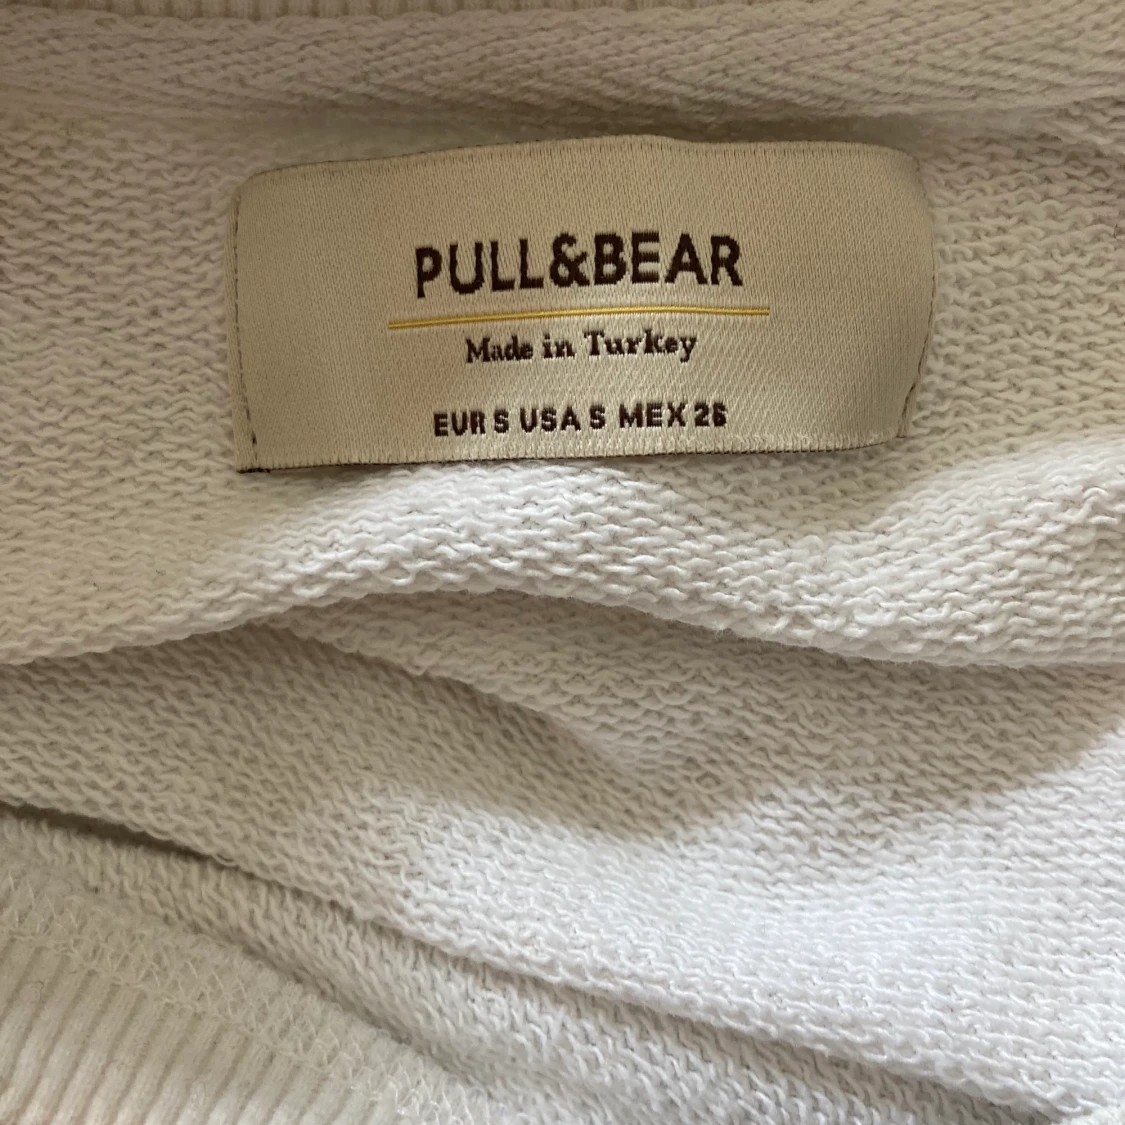 PULL&BEAR
Made in Turkey
EUR S USA S MEX 26